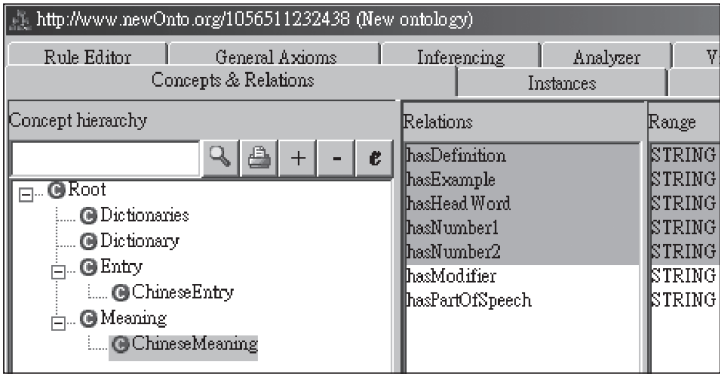 http://www.newOnto.org/1056511232438 (New ontology)
Rule Editor General Axioms Inferencing Analyzer V
Concepts & Relations Instances
Concept hierarchy
+ - e
Root
Dictionaries
Dictionary
Entry
ChineseEntry
Meaning
ChineseMeaning
Relations Range
hasDefinition STRING
hasExample STRING
hasHead Word STRING
hasNumber1 STRING
hasNumber2 STRING
hasModifier STRING
hasPartOfSpeech STRING